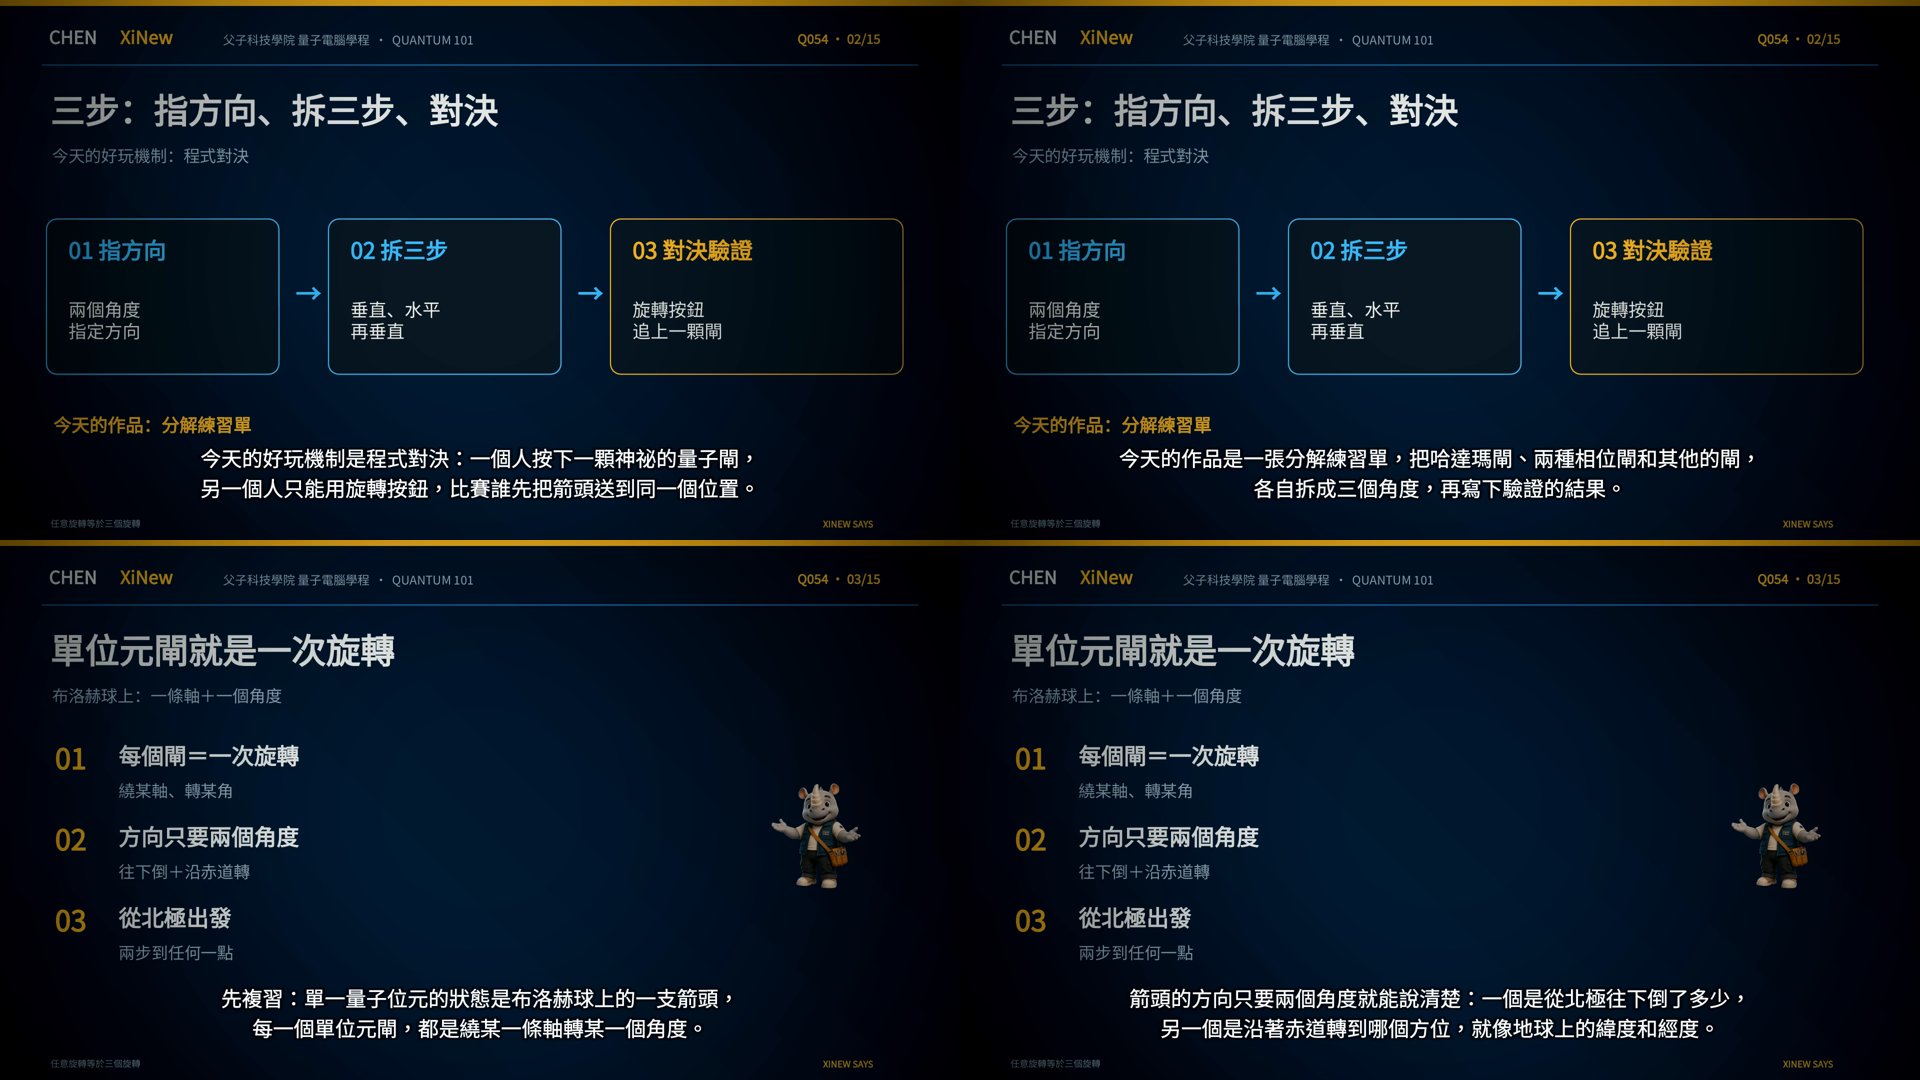 CHEN XiNew 父子科技學院 量子電腦學程 · QUANTUM 101 Q054 · 02/15
三步：指方向、拆三步、對決
今天的好玩機制：程式對決
01 指方向
兩個角度
指定方向
→
02 拆三步
垂直、水平
再垂直
→
03 對決驗證
旋轉按鈕
追上一顆閘
今天的作品：分解練習單
今天的好玩機制是程式對決：一個人按下一顆神祕的量子閘，
另一個人只能用旋轉按鈕，比賽誰先把箭頭送到同一個位置。
任意旋轉等於三個旋轉 XINEW SAYS
CHEN XiNew 父子科技學院 量子電腦學程 · QUANTUM 101 Q054 · 02/15
三步：指方向、拆三步、對決
今天的好玩機制：程式對決
01 指方向
兩個角度
指定方向
→
02 拆三步
垂直、水平
再垂直
→
03 對決驗證
旋轉按鈕
追上一顆閘
今天的作品：分解練習單
今天的作品是一張分解練習單，把哈達瑪閘、兩種相位閘和其他的閘，
各自拆成三個角度，再寫下驗證的結果。
任意旋轉等於三個旋轉 XINEW SAYS
CHEN XiNew 父子科技學院 量子電腦學程 · QUANTUM 101 Q054 · 03/15
單位元閘就是一次旋轉
布洛赫球上：一條軸＋一個角度
01 每個閘＝一次旋轉
繞某軸、轉某角
02 方向只要兩個角度
往下倒＋沿赤道轉
03 從北極出發
兩步到任何一點
先複習：單一量子位元的狀態是布洛赫球上的一支箭頭，
每一個單位元閘，都是繞某一條軸轉某一個角度。
任意旋轉等於三個旋轉 XINEW SAYS
CHEN XiNew 父子科技學院 量子電腦學程 · QUANTUM 101 Q054 · 03/15
單位元閘就是一次旋轉
布洛赫球上：一條軸＋一個角度
01 每個閘＝一次旋轉
繞某軸、轉某角
02 方向只要兩個角度
往下倒＋沿赤道轉
03 從北極出發
兩步到任何一點
箭頭的方向只要兩個角度就能說清楚：一個是從北極往下倒了多少，
另一個是沿著赤道轉到哪個方位，就像地球上的緯度和經度。
任意旋轉等於三個旋轉 XINEW SAYS